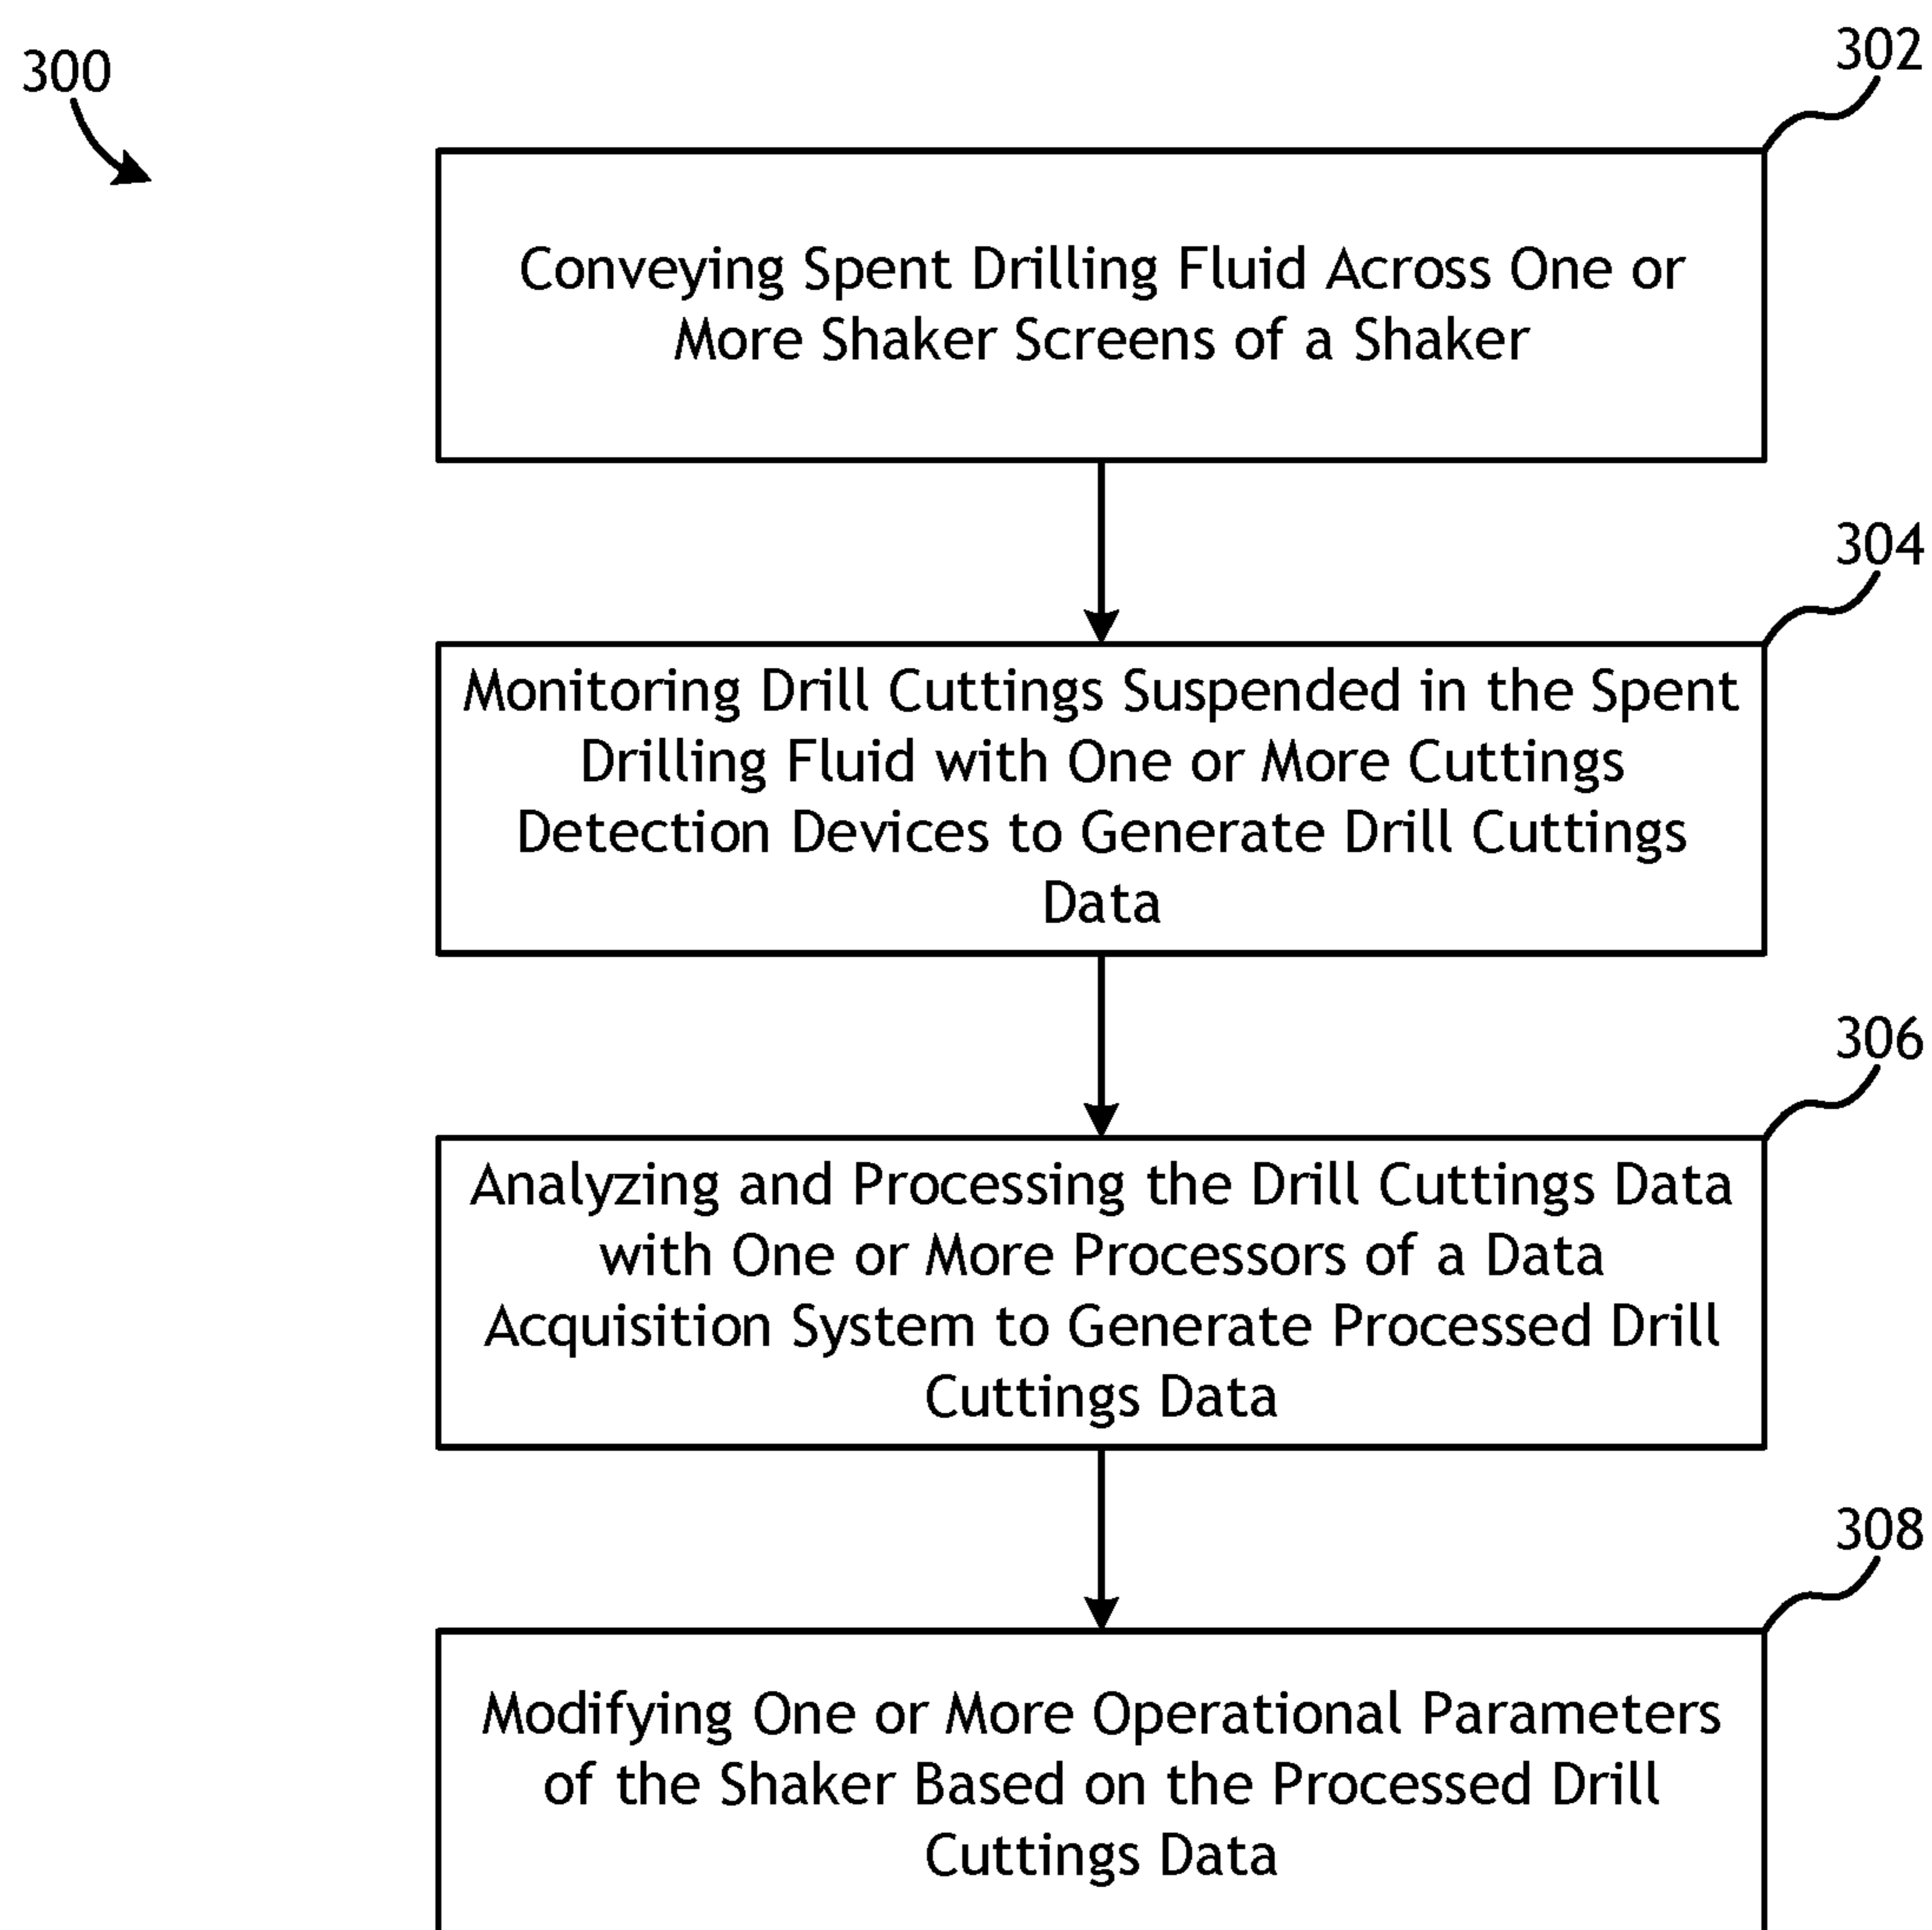 300
302
Conveying Spent Drilling Fluid Across One or
More Shaker Screens of a Shaker
304
Monitoring Drill Cuttings Suspended in the Spent
Drilling Fluid with One or More Cuttings
Detection Devices to Generate Drill Cuttings
Data
306
Analyzing and Processing the Drill Cuttings Data
with One or More Processors of a Data
Acquisition System to Generate Processed Drill
Cuttings Data
308
Modifying One or More Operational Parameters
of the Shaker Based on the Processed Drill
Cuttings Data